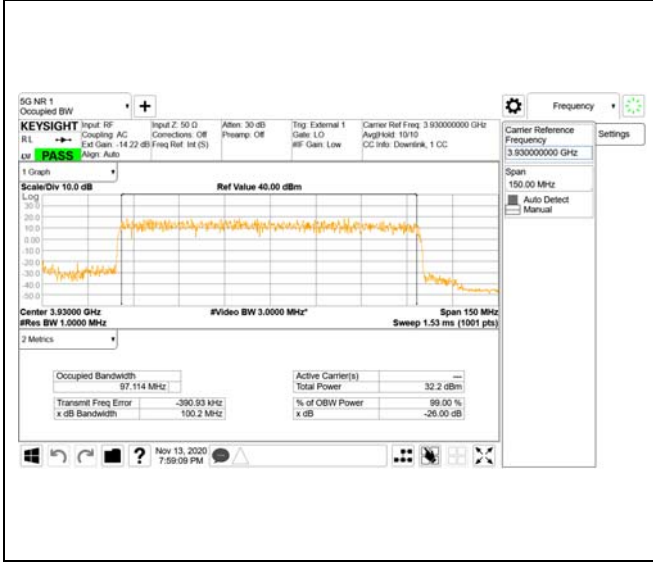 5G NR 1
Occupied BW
Frequency
KEYSIGHT
R L
PASS
Input: RF
Coupling: AC
Ext Gain: -14.22 dB
Align: Auto
Input Z: 50 Ω
Corrections: Off
Freq Ref: Int (S)
Atten: 30 dB
Preamp: Off
Trig: External 1
Gate: LO
#IF Gain: Low
Carrier Ref Freq: 3.930000000 GHz
Avg|Hold: 10/10
CC Info: Downlink, 1 CC
Carrier Reference
Frequency
3.930000000 GHz
Settings
Span
150.00 MHz
Auto Detect
Manual
1 Graph
Scale/Div 10.0 dB
Ref Value 40.00 dBm
Log
30.0
20.0
10.0
0.00
-10.0
-20.0
-30.0
-40.0
-50.0
Center 3.93000 GHz
#Video BW 3.0000 MHz*
Span 150 MHz
#Res BW 1.0000 MHz
Sweep 1.53 ms (1001 pts)
2 Metrics
Occupied Bandwidth
97.114 MHz
Transmit Freq Error
-390.93 kHz
x dB Bandwidth
100.2 MHz
Active Carrier(s)
---
Total Power
32.2 dBm
% of OBW Power
99.00 %
x dB
-26.00 dB
?
Nov 13, 2020
7:59:09 PM